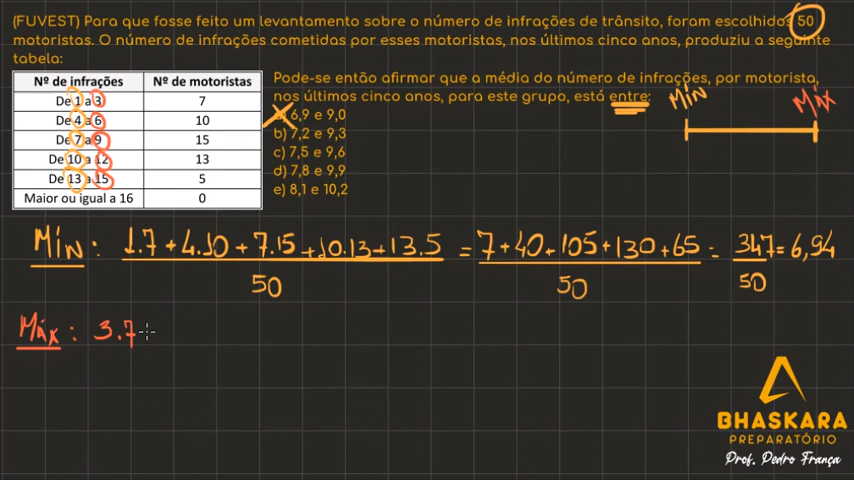 (FUVEST) Para que fosse feito um levantamento sobre o número de infrações de trânsito, foram escolhidos 50
motoristas. O número de infrações cometidas por esses motoristas, nos últimos cinco anos, produziu a seguinte
tabela:
Nº de infrações Nº de motoristas
De 1 a 3 7
De 4 a 6 10
De 7 a 9 15
De 10 a 12 13
De 13 a 15 5
Maior ou igual a 16 0
Pode-se então afirmar que a média do número de infrações, por motorista,
nos últimos cinco anos, para este grupo, está entre:
6,9 e 9,0
b) 7,2 e 9,3
c) 7,5 e 9,6
d) 7,8 e 9,9
e) 8,1 e 10,2
Mín Máx
Mín: 1.7 + 4.10 + 7.15 + 10.13 + 13.5 = 7 + 40 + 105 + 130 + 65 = 347 = 6,94
50 50 50
Máx: 3.7
BHASKARA
PREPARATÓRIO
Prof. Pedro França